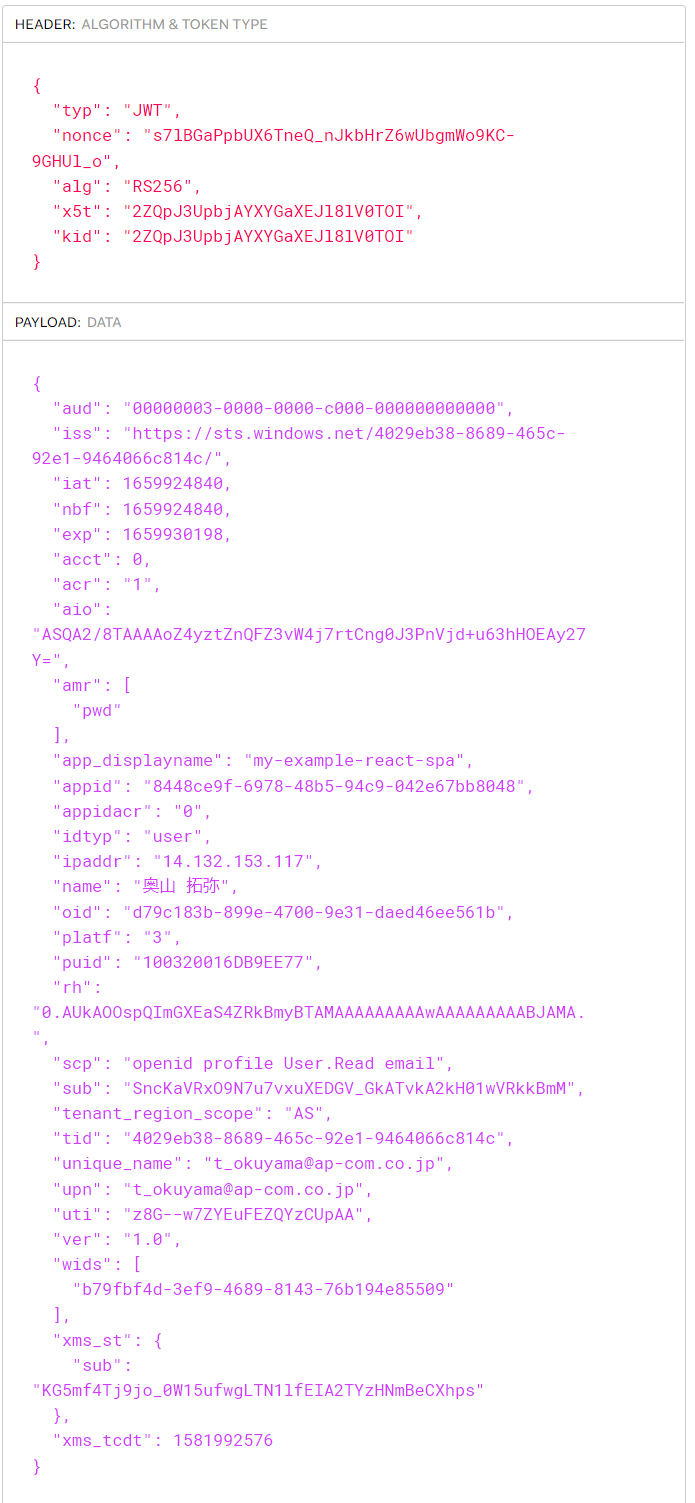 HEADER: ALGORITHM & TOKEN TYPE
{
"typ": "JWT",
"nonce": "s7lBGaPpbUX6TneQ_nJkbHrZ6wUbgmWo9KC-
9GHUl_o",
"alg": "RS256",
"x5t": "2ZQpJ3UpbjAYXYGaXEJl8lV0TOI",
"kid": "2ZQpJ3UpbjAYXYGaXEJl8lV0TOI"
}
PAYLOAD: DATA
{
"aud": "00000003-0000-0000-c000-000000000000",
"iss": "https://sts.windows.net/4029eb38-8689-465c-
92e1-9464066c814c/",
"iat": 1659924840,
"nbf": 1659924840,
"exp": 1659930198,
"acct": 0,
"acr": "1",
"aio":
"ASQA2/8TAAAAoZ4yztZnQFZ3vW4j7rtCng0J3PnVjd+u63hHOEAy27
Y=",
"amr": [
"pwd"
],
"app_displayname": "my-example-react-spa",
"appid": "8448ce9f-6978-48b5-94c9-042e67bb8048",
"appidacr": "0",
"idtyp": "user",
"ipaddr": "14.132.153.117",
"name": "奥山 拓弥",
"oid": "d79c183b-899e-4700-9e31-daed46ee561b",
"platf": "3",
"puid": "100320016DB9EE77",
"rh":
"0.AUkAOOspQImGXEaS4ZRkBmyBTAMAAAAAAAAAwAAAAAAAAABJAMA.
",
"scp": "openid profile User.Read email",
"sub": "SncKaVRxO9N7u7vxuXEDGV_GkATvkA2kH01wVRkkBmM",
"tenant_region_scope": "AS",
"tid": "4029eb38-8689-465c-92e1-9464066c814c",
"unique_name": "t_okuyama@ap-com.co.jp",
"upn": "t_okuyama@ap-com.co.jp",
"uti": "z8G--w7ZYEuFEZQYzCUpAA",
"ver": "1.0",
"wids": [
"b79fbf4d-3ef9-4689-8143-76b194e85509"
],
"xms_st": {
"sub":
"KG5mf4Tj9jo_0W15ufwgLTN1lfEIA2TYzHNmBeCXhps"
},
"xms_tcdt": 1581992576
}